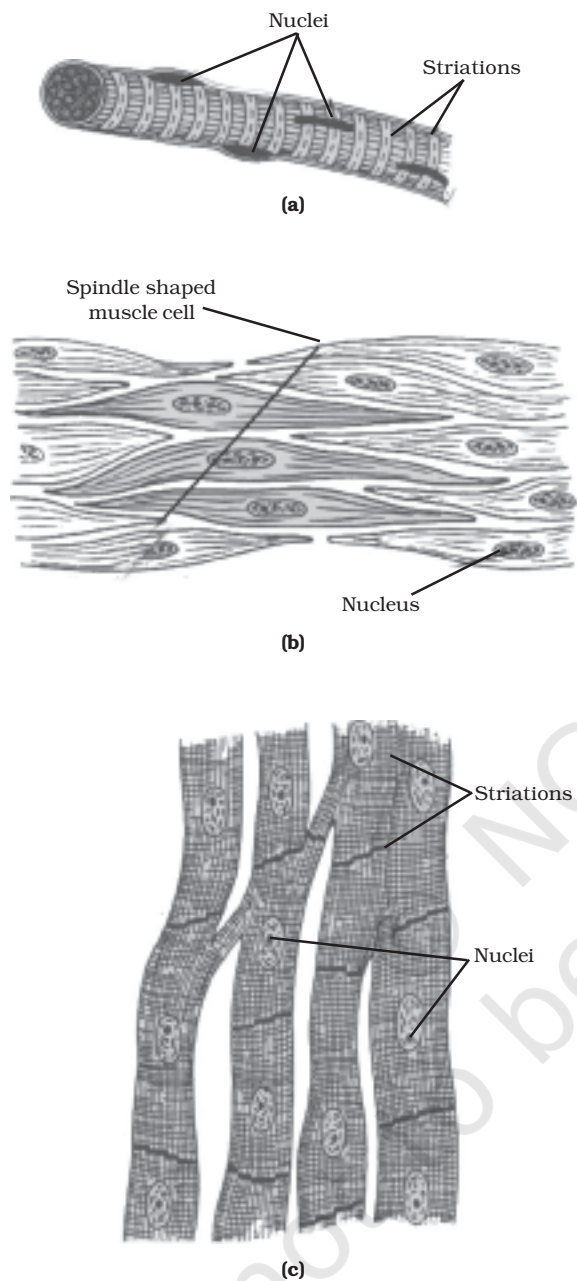 Nuclei
Striations
(a)
Spindle shaped
muscle cell
Nucleus
(b)
Striations
Nuclei
(c)